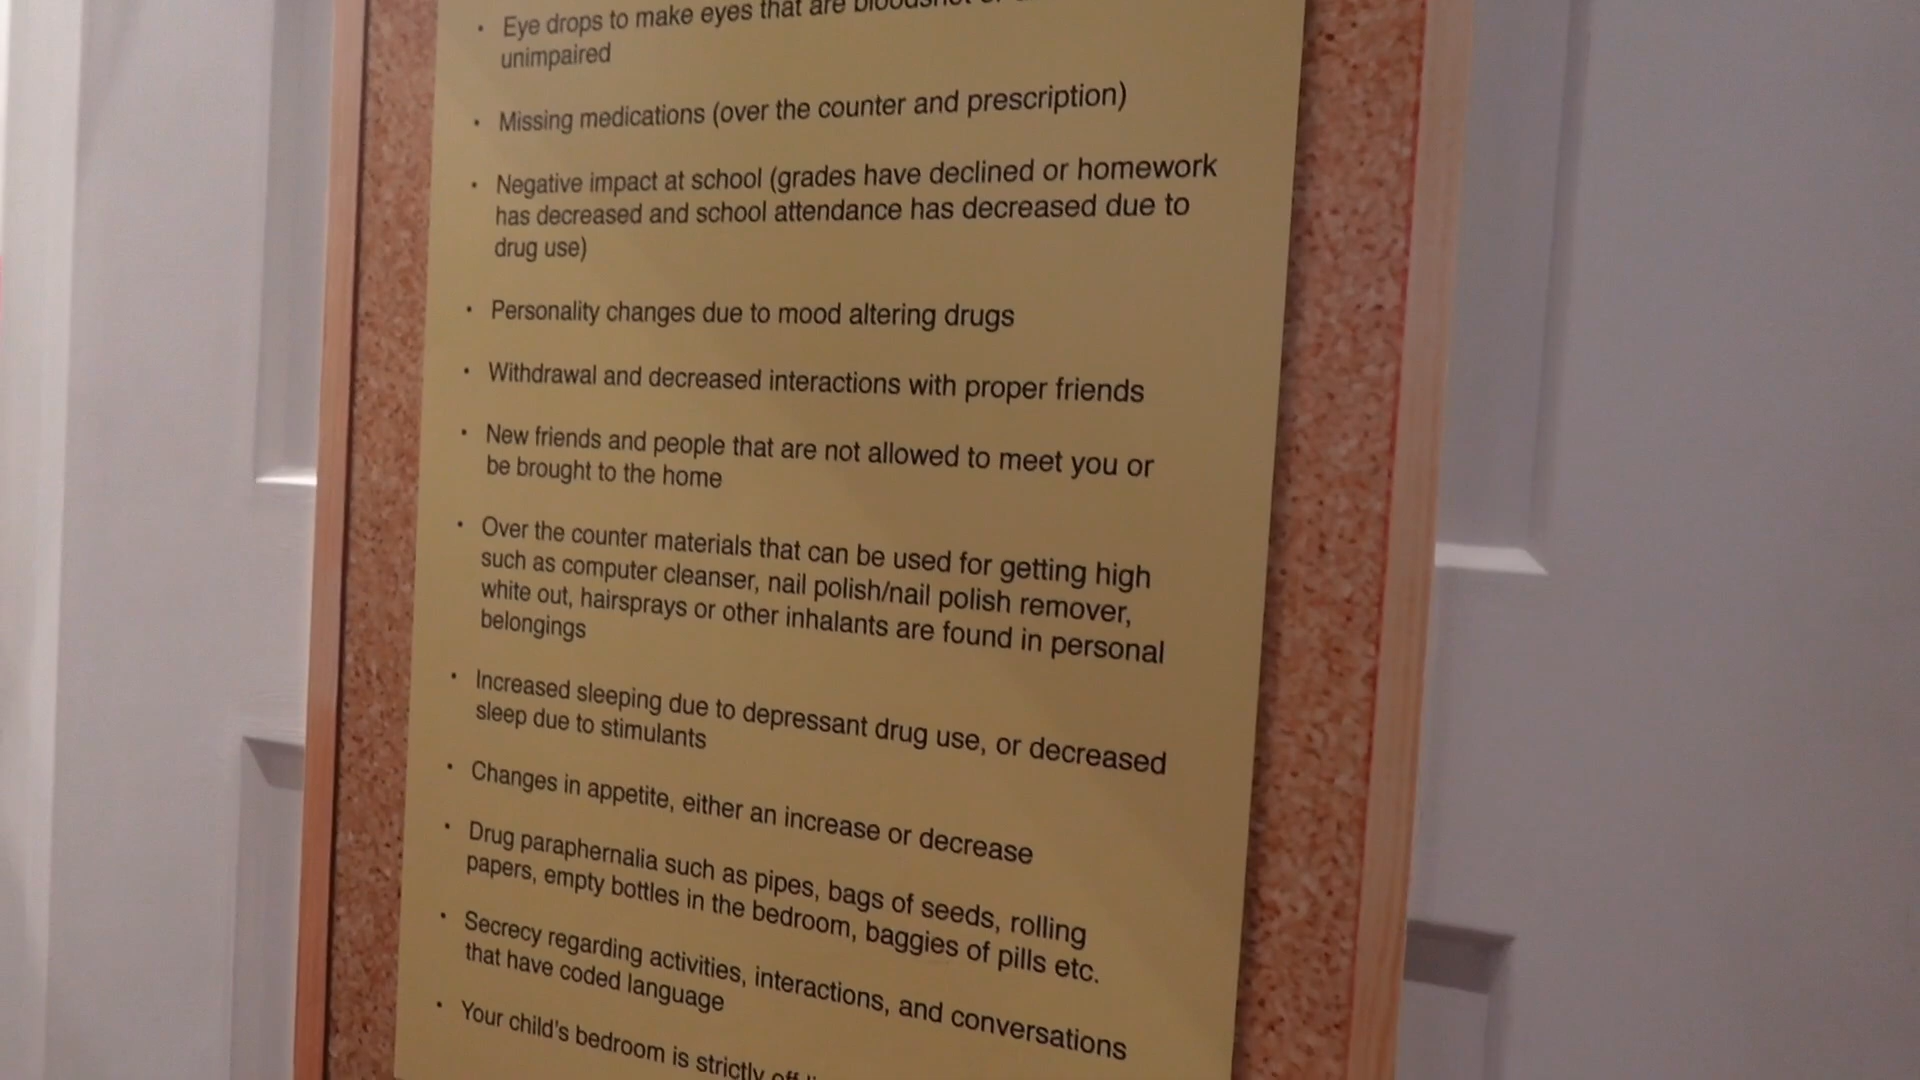 • Eye drops to make eyes that are bloodshot
unimpaired
• Missing medications (over the counter and prescription)
• Negative impact at school (grades have declined or homework
has decreased and school attendance has decreased due to
drug use)
• Personality changes due to mood altering drugs
• Withdrawal and decreased interactions with proper friends
• New friends and people that are not allowed to meet you or
be brought to the home
• Over the counter materials that can be used for getting high
such as computer cleanser, nail polish/nail polish remover,
white out, hairsprays or other inhalants are found in personal
belongings
• Increased sleeping due to depressant drug use, or decreased
sleep due to stimulants
• Changes in appetite, either an increase or decrease
• Drug paraphernalia such as pipes, bags of seeds, rolling
papers, empty bottles in the bedroom, baggies of pills etc.
• Secrecy regarding activities, interactions, and conversations
that have coded language
• Your child's bedroom is strictly off